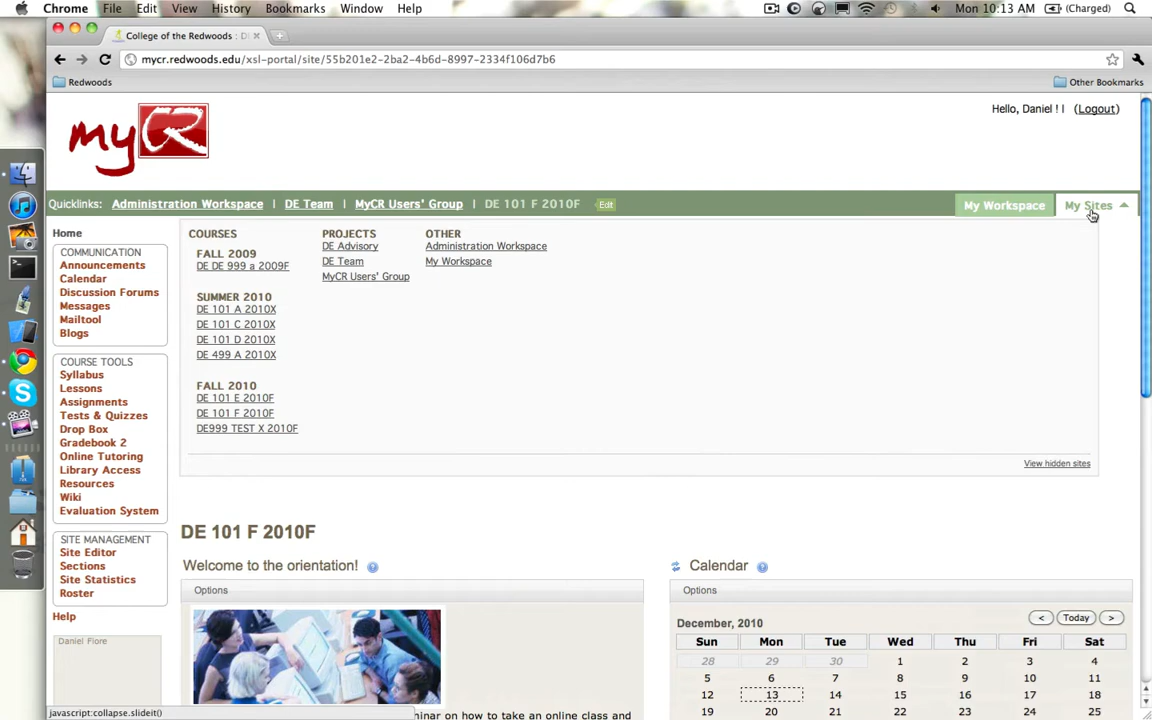 Chrome File Edit View History Bookmarks Window Help Mon 10:13 AM (Charged)
College of the Redwoods : D
mycr.redwoods.edu/xsl-portal/site/55b201e2-2ba2-4b6d-8997-2334f106d7b6
Redwoods Other Bookmarks
my CR
Hello, Daniel ! | (Logout)
Quicklinks: Administration Workspace | DE Team | MyCR Users' Group | DE 101 F 2010F Edit
My Workspace My Sites
Home
COMMUNICATION
Announcements
Calendar
Discussion Forums
Messages
Mailtool
Blogs
COURSE TOOLS
Syllabus
Lessons
Assignments
Tests & Quizzes
Drop Box
Gradebook 2
Online Tutoring
Library Access
Resources
Wiki
Evaluation System
SITE MANAGEMENT
Site Editor
Sections
Site Statistics
Roster
Help
Daniel Fiore
COURSES
FALL 2009
DE DE 999 a 2009F
SUMMER 2010
DE 101 A 2010X
DE 101 C 2010X
DE 101 D 2010X
DE 499 A 2010X
FALL 2010
DE 101 E 2010F
DE 101 F 2010F
DE999 TEST X 2010F
PROJECTS
DE Advisory
DE Team
MyCR Users' Group
OTHER
Administration Workspace
My Workspace
View hidden sites
DE 101 F 2010F
Welcome to the orientation! ?
Options
minar on how to take an online class and
Calendar ?
Options
December, 2010 < Today >
Sun Mon Tue Wed Thu Fri Sat
28 29 30 1 2 3 4
5 6 7 8 9 10 11
12 13 14 15 16 17 18
19 20 21 22 23 24 25
javascript:collapse.slideit()